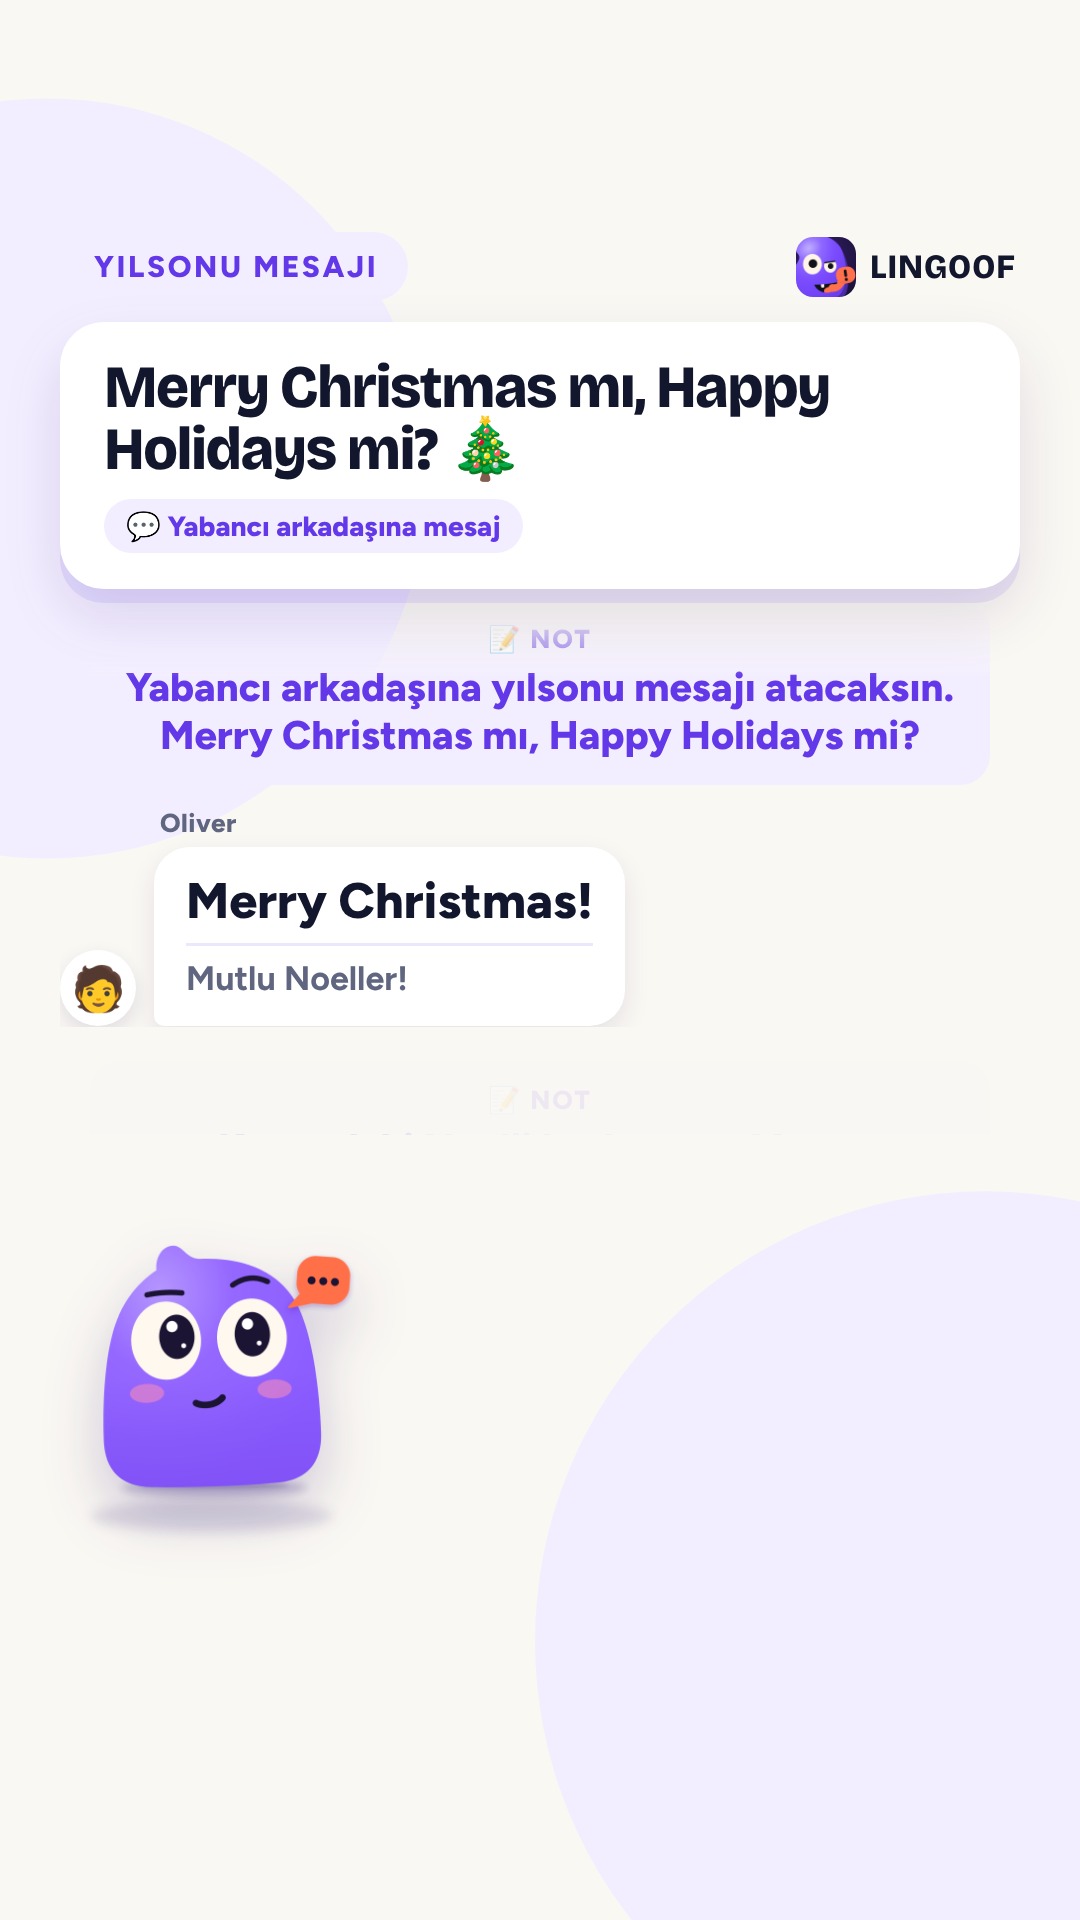 YILSONU MESAJI
LINGOOF
Merry Christmas mı, Happy
Holidays mi? 🎄
💬 Yabancı arkadaşına mesaj
📝 NOT
Yabancı arkadaşına yılsonu mesajı atacaksın.
Merry Christmas mı, Happy Holidays mi?
Oliver
Merry Christmas!
Mutlu Noeller!
📝 NOT